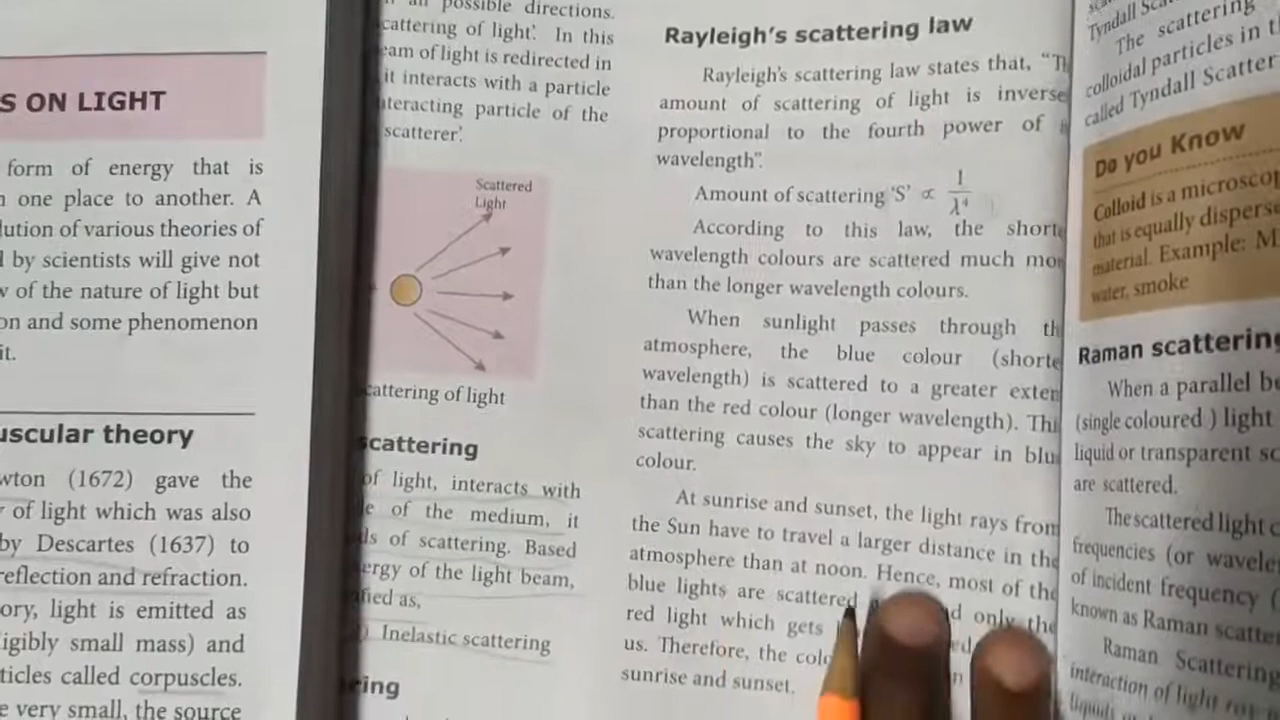 S ON LIGHT
form of energy that is
one place to another. A
lution of various theories of
by scientists will give not
of the nature of light but
on and some phenomenon
it.
uscular theory
wton (1672) gave the
of light which was also
by Descartes (1637) to
reflection and refraction.
ory, light is emitted as
igibly small mass) and
ticles called corpuscles.
very small, the source
possible directions.
cattering of light'. In this
eam of light is redirected in
it interacts with a particle
nteracting particle of the
scatterer'.
Scattered
Light
cattering of light
scattering
of light, interacts with
of the medium, it
ds of scattering. Based
ergy of the light beam,
fied as,
Inelastic scattering
ring
Rayleigh's scattering law
Rayleigh's scattering law states that, "Th
amount of scattering of light is inverse
proportional to the fourth power of
wavelength".
Amount of scattering 'S' ∝ 1/λ⁴
According to this law, the shorte
wavelength colours are scattered much mor
than the longer wavelength colours.
When sunlight passes through th
atmosphere, the blue colour (shorte
wavelength) is scattered to a greater exten
than the red colour (longer wavelength). Thi
scattering causes the sky to appear in blu
colour.
At sunrise and sunset, the light rays from
the Sun have to travel a larger distance in the
atmosphere than at noon. Hence, most of the
blue lights are scattered only the
red light which gets
us. Therefore, the colo
sunrise and sunset.
Tyndall Sca
The scattering
colloidal particles in t
called Tyndall Scatter
Do you Know
Colloid is a microscop
that is equally disperse
material. Example: M
water, smoke
Raman scattering
When a parallel be
(single coloured ) light
liquid or transparent
are scattered.
The scattered light c
frequencies (or wavele
of incident frequency (
known as Raman scatter
Raman Scattering
interaction of light ray
liquids